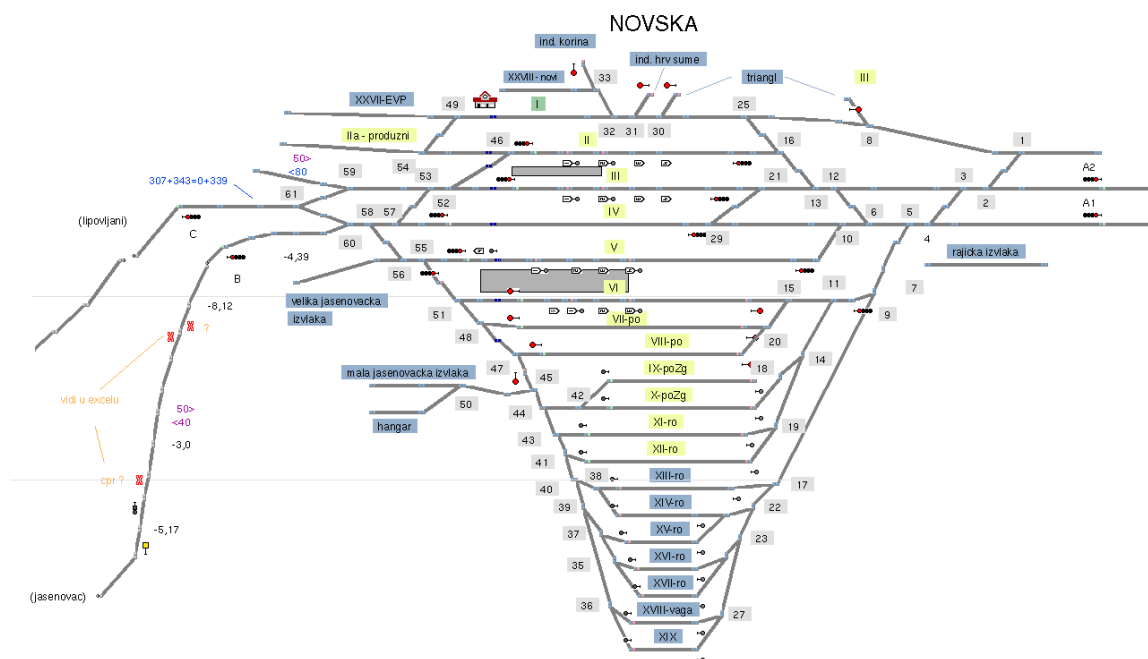 NOVSKA
ind. korina
ind. hrv sume
XXVIII - novi
33
triangl
III
XXVII-EVP
49
I
32
31
30
25
8
1
IIa - produzni
46
II
16
54
50>
<80
59
53
III
21
12
3
A2
307+343=0+339
61
52
IV
13
2
A1
(lipovljani)
C
58
57
29
6
5
4
60
55
V
10
rajicka izvlaka
-4,39
56
B
VI
15
11
7
velika jasenovacka
izvlaka
-8,12
51
VII-po
9
?
48
VIII-po
20
14
mala jasenovacka izvlaka
47
45
IX-poZg
18
vidi u excelu
50
44
42
X-poZg
50>
<40
hangar
XI-ro
19
-3,0
43
XII-ro
41
cpr ?
40
38
XIII-ro
17
39
XIV-ro
22
-5,17
37
XV-ro
23
35
XVI-ro
XVII-ro
(jasenovac)
36
XVIII-vaga
27
XIX